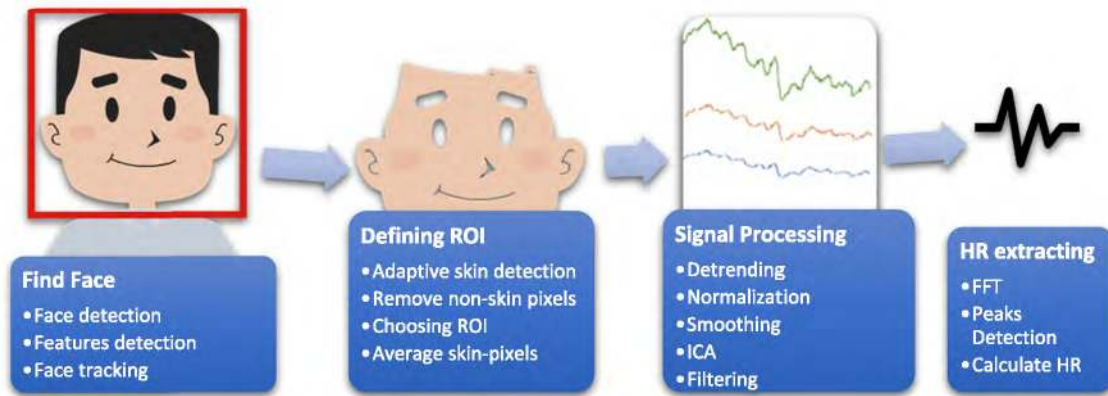 Find Face
•Face detection
•Features detection
•Face tracking
Defining ROI
•Adaptive skin detection
•Remove non-skin pixels
•Choosing ROI
•Average skin-pixels
Signal Processing
•Detrending
•Normalization
•Smoothing
•ICA
•Filtering
HR extracting
•FFT
•Peaks
Detection
•Calculate HR